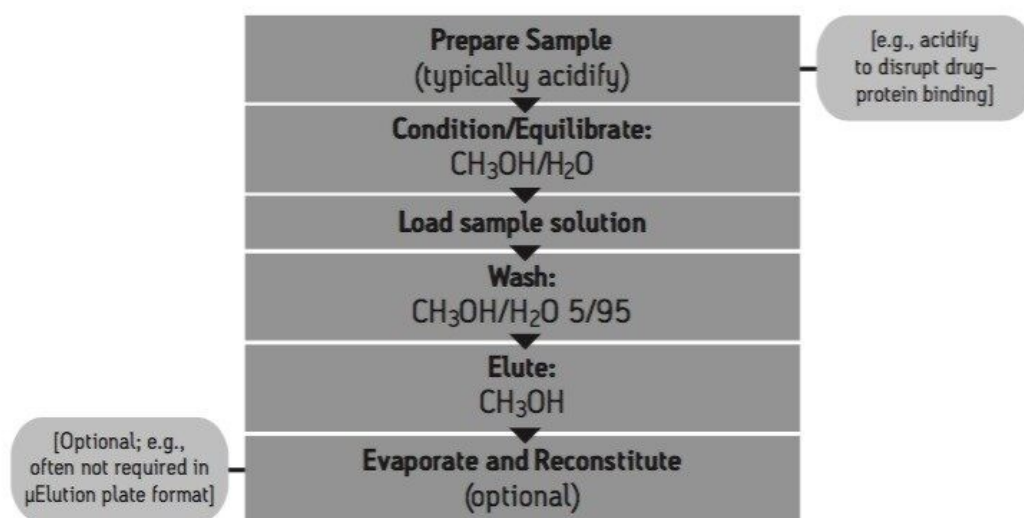 Prepare Sample
(typically acidify)
[e.g., acidify
to disrupt drug–
protein binding]
Condition/Equilibrate:
CH₃OH/H₂O
Load sample solution
Wash:
CH₃OH/H₂O 5/95
Elute:
CH₃OH
[Optional; e.g.,
often not required in
µElution plate format]
Evaporate and Reconstitute
(optional)